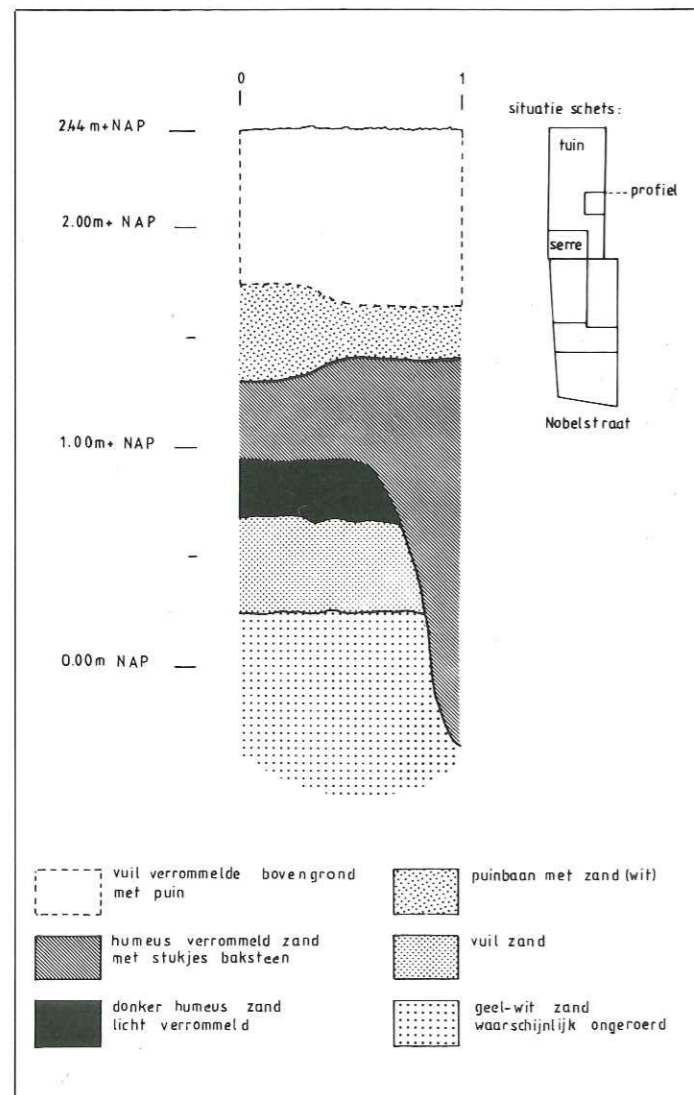 0 1
situatie schets:
2.44 m+ NAP
tuin
profiel
2.00m+ NAP
serre
Nobelstraat
1.00m+ NAP
0.00m NAP
vuil verrommelde bovengrond
met puin
puinbaan met zand (wit)
humeus verrommeld zand
met stukjes baksteen
vuil zand
donker humeus zand
licht verrommeld
geel-wit zand
waarschijnlijk ongeroerd